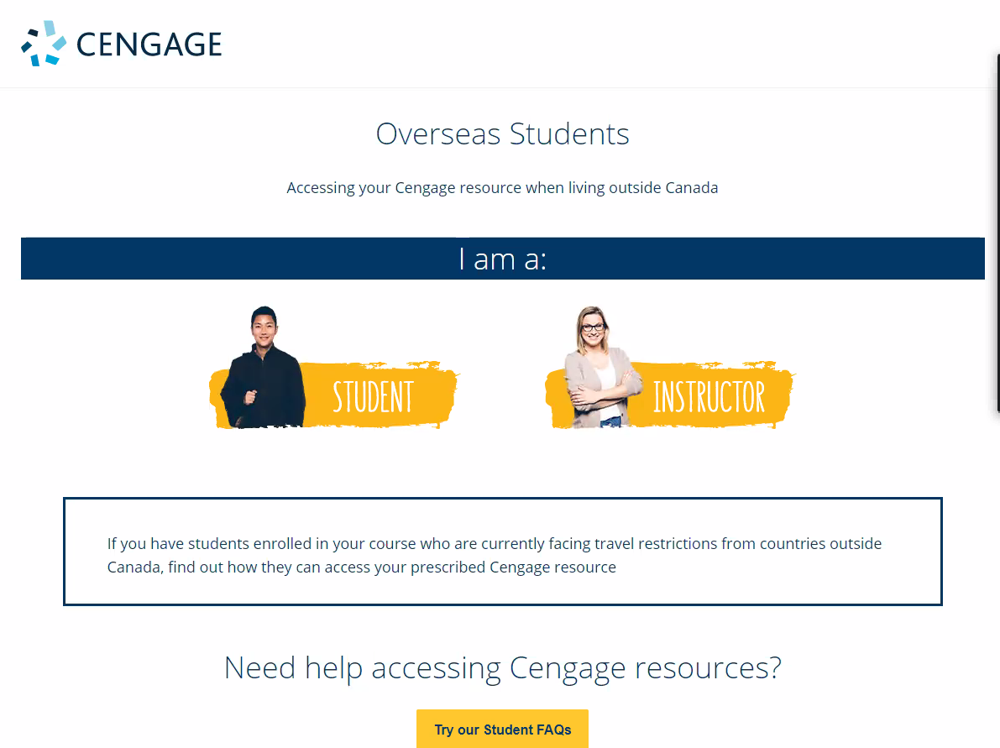 CENGAGE
Overseas Students
Accessing your Cengage resource when living outside Canada
I am a:
STUDENT
INSTRUCTOR
If you have students enrolled in your course who are currently facing travel restrictions from countries outside
Canada, find out how they can access your prescribed Cengage resource
Need help accessing Cengage resources?
Try our Student FAQs